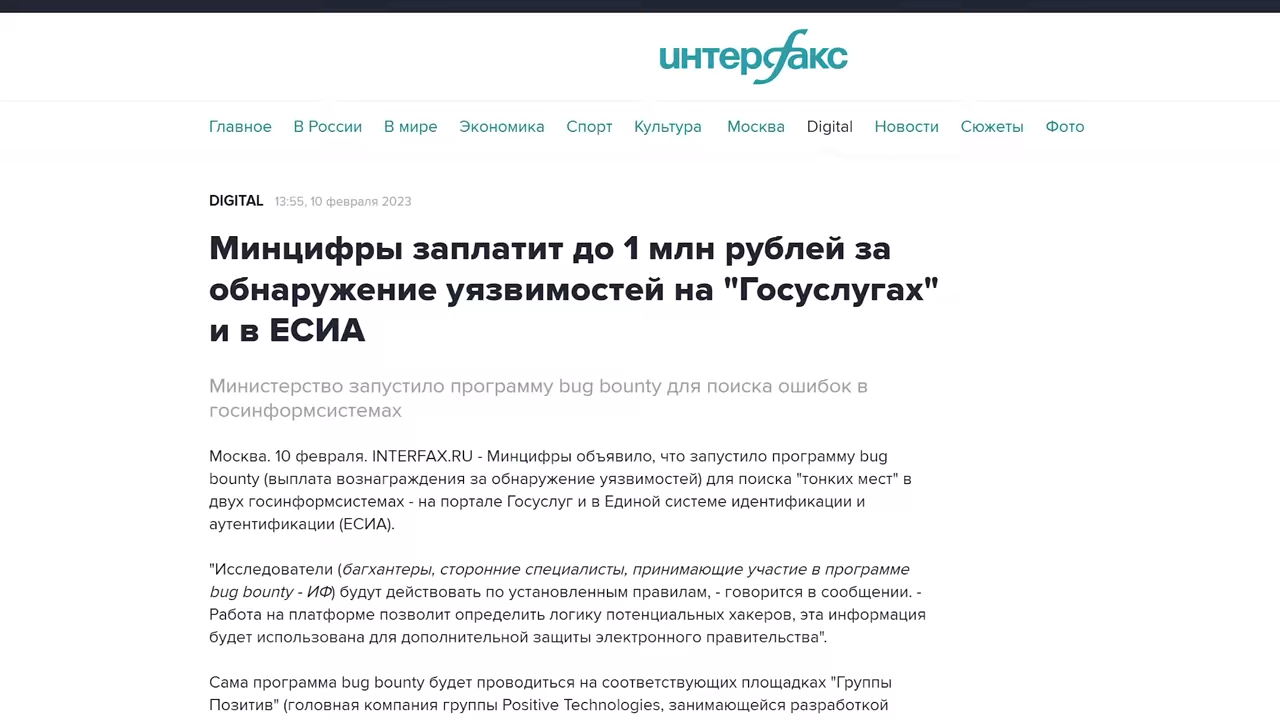 интерфакс
Главное В России В мире Экономика Спорт Культура Москва Digital Новости Сюжеты Фото
DIGITAL 13:55, 10 февраля 2023
Минцифры заплатит до 1 млн рублей за
обнаружение уязвимостей на "Госуслугах"
и в ЕСИА
Министерство запустило программу bug bounty для поиска ошибок в
госинформсистемах
Москва. 10 февраля. INTERFAX.RU - Минцифры объявило, что запустило программу bug
bounty (выплата вознаграждения за обнаружение уязвимостей) для поиска "тонких мест" в
двух госинформсистемах - на портале Госуслуг и в Единой системе идентификации и
аутентификации (ЕСИА).
"Исследователи (багхантеры, сторонние специалисты, принимающие участие в программе
bug bounty - ИФ) будут действовать по установленным правилам, - говорится в сообщении. -
Работа на платформе позволит определить логику потенциальных хакеров, эта информация
будет использована для дополнительной защиты электронного правительства".
Сама программа bug bounty будет проводиться на соответствующих площадках "Группы
Позитив" (головная компания группы Positive Technologies, занимающейся разработкой